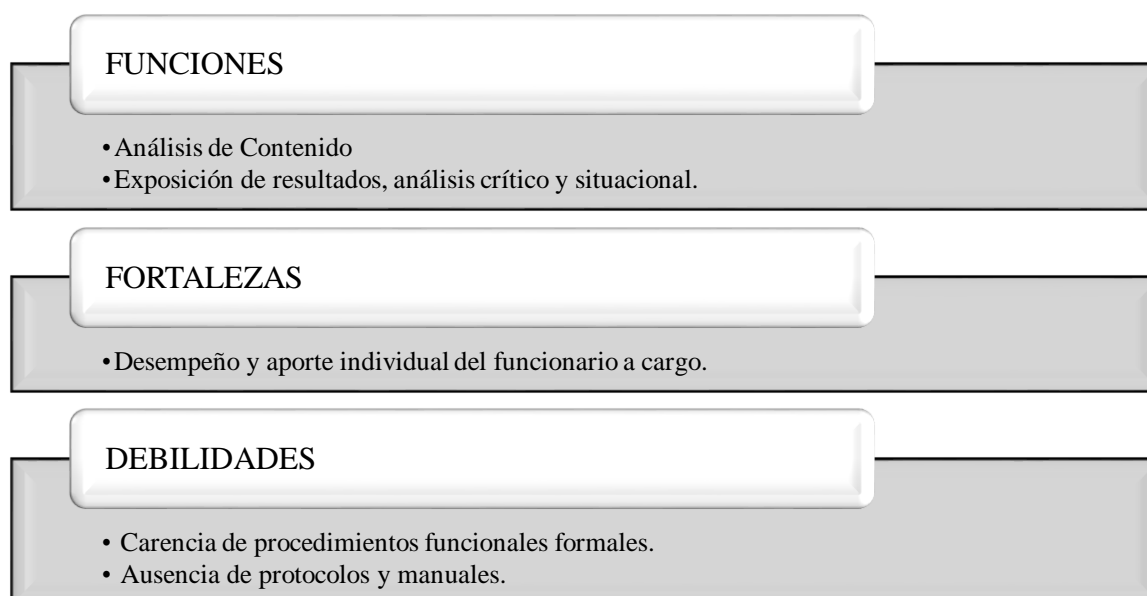 FUNCIONES
•Análisis de Contenido
•Exposición de resultados, análisis crítico y situacional.
FORTALEZAS
•Desempeño y aporte individual del funcionario a cargo.
DEBILIDADES
• Carencia de procedimientos funcionales formales.
• Ausencia de protocolos y manuales.